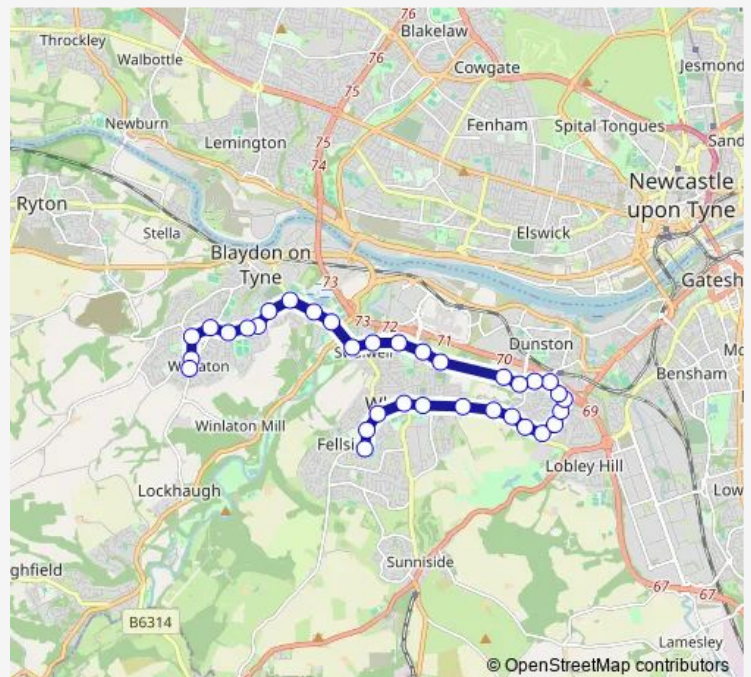 76
Throckley
Blakelaw
Walbottle
76
Cowgate
Jesmond
75
Newburn
Lemington
75
Fenham
Spital Tongues
74
Sand
Newcastle
upon Tyne
Ryton
Stella
Elswick
Blaydon on
Tyne
Gatesh
73
73
72
71
Dunston
70
Bensham
69
Winlaton Mill
Lobley Hill
Lockhaugh
Low
ghfield
Sunniside
67
67
B6314
Lamesley
© OpenStreetMap contributors